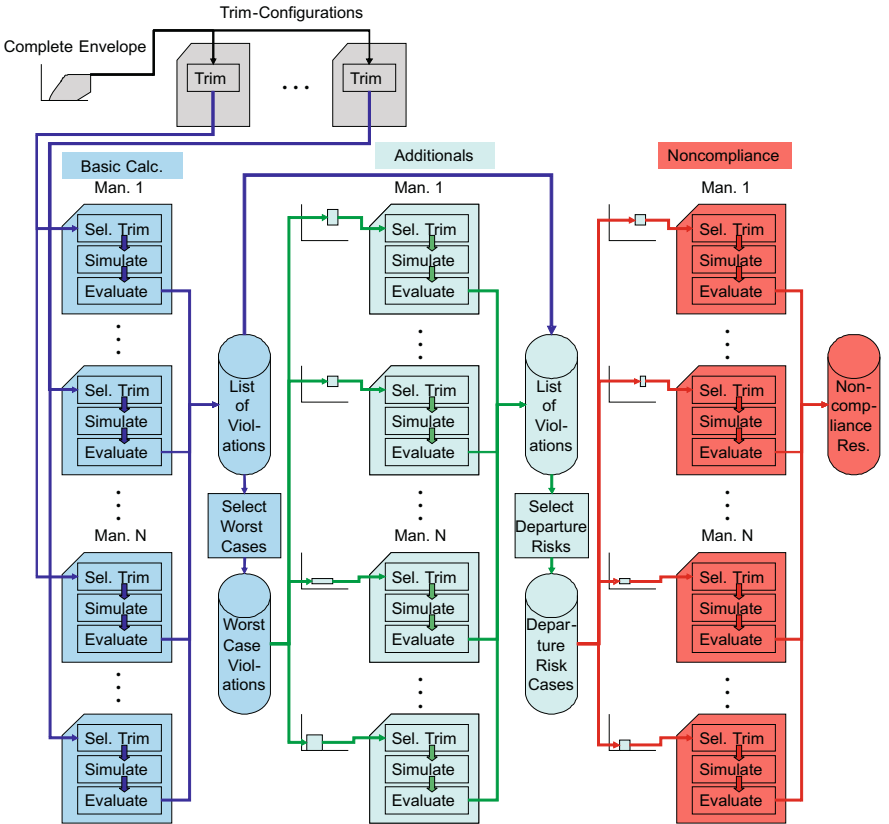 Trim-Configurations
Complete Envelope
Trim
. . .
Trim
Basic Calc.
Man. 1
Sel. Trim
Simulate
Evaluate
Sel. Trim
Simulate
Evaluate
Man. N
Sel. Trim
Simulate
Evaluate
Sel. Trim
Simulate
Evaluate
List
of
Viol-
ations
Select
Worst
Cases
Worst
Case
Viol-
ations
Additionals
Man. 1
Sel. Trim
Simulate
Evaluate
Sel. Trim
Simulate
Evaluate
Man. N
Sel. Trim
Simulate
Evaluate
Sel. Trim
Simulate
Evaluate
List
of
Viol-
ations
Select
Departure
Risks
Depar-
ture
Risk
Cases
Noncompliance
Man. 1
Sel. Trim
Simulate
Evaluate
Sel. Trim
Simulate
Evaluate
Man. N
Sel. Trim
Simulate
Evaluate
Sel. Trim
Simulate
Evaluate
Non-
comp-
liance
Res.